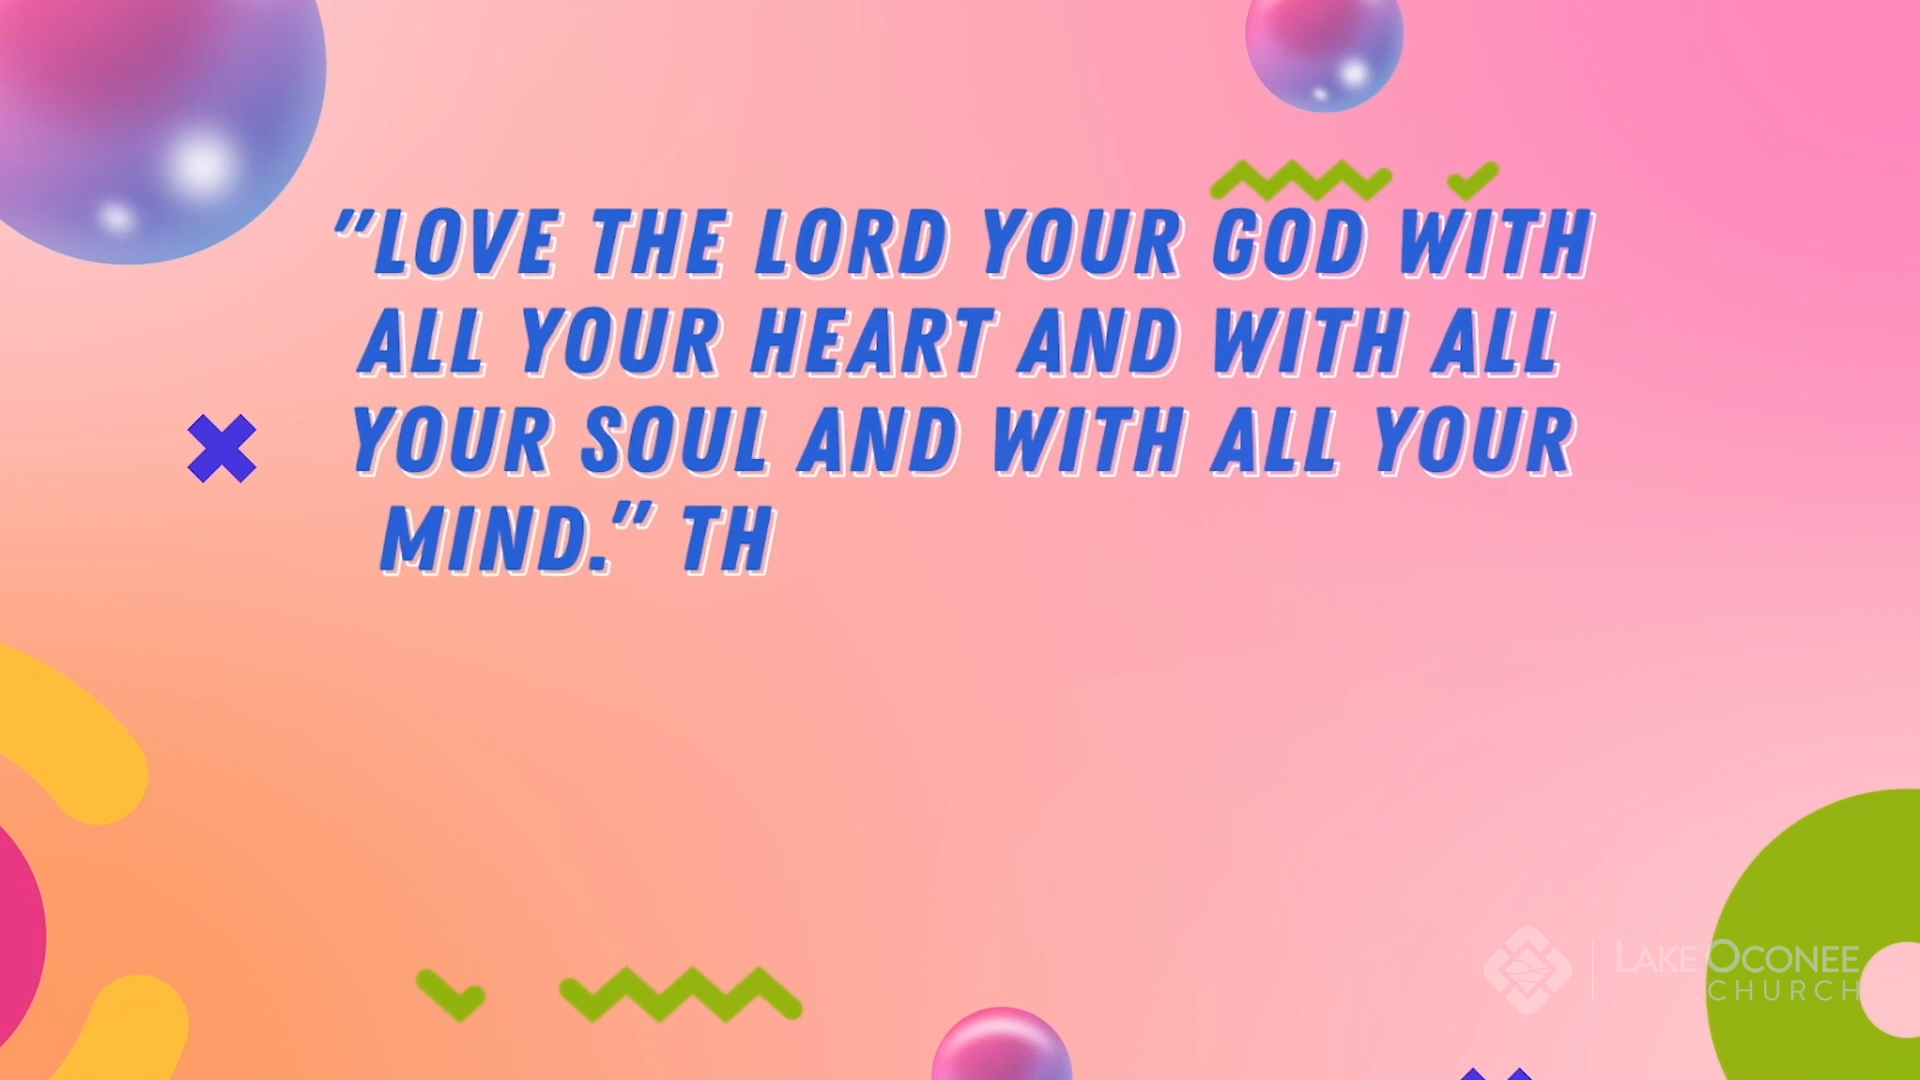 "LOVE THE LORD YOUR GOD WITH
ALL YOUR HEART AND WITH ALL
YOUR SOUL AND WITH ALL YOUR
MIND." TH
LAKE OCONEE
.CHURCH